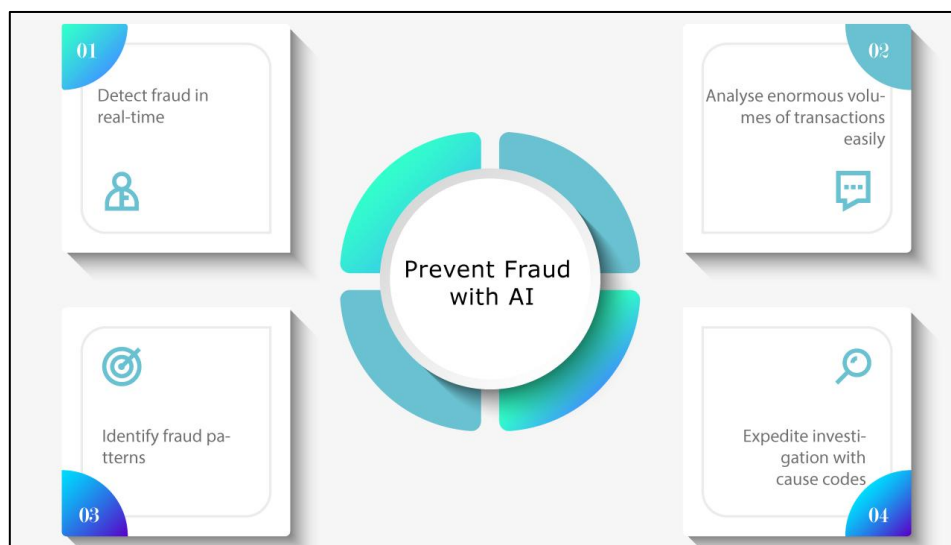 01
Detect fraud in
real-time
02
Analyse enormous volu-
mes of transactions
easily
Prevent Fraud
with AI
Identify fraud pa-
tterns
03
Expedite investi-
gation with
cause codes
04